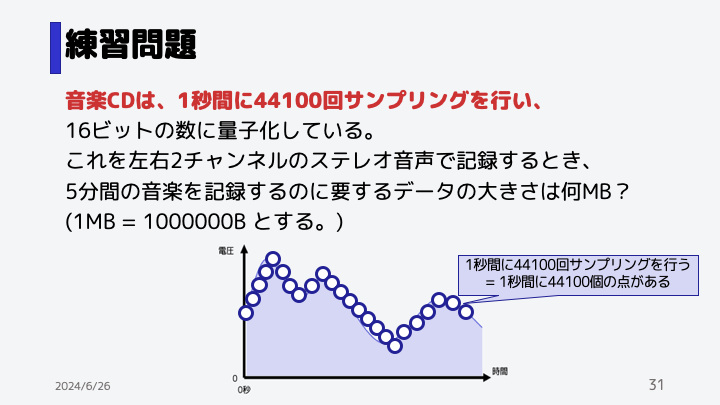 練習問題
音楽CDは、1秒間に44100回サンプリングを行い、
16ビットの数に量子化している。
これを左右2チャンネルのステレオ音声で記録するとき、
5分間の音楽を記録するのに要するデータの大きさは何MB？
(1MB = 1000000B とする。)
電圧
1秒間に44100回サンプリングを行う
= 1秒間に44100個の点がある
0
時間
0秒
2024/6/26
31